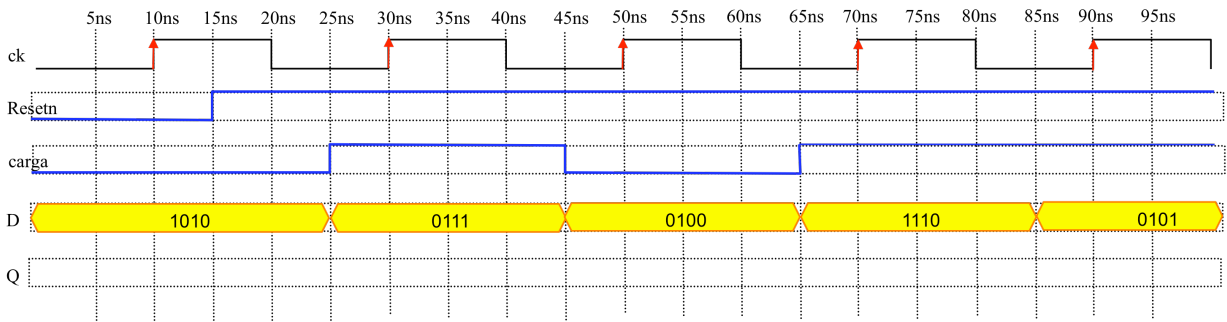 5ns 10ns 15ns 20ns 25ns 30ns 35ns 40ns 45ns 50ns 55ns 60ns 65ns 70ns 75ns 80ns 85ns 90ns 95ns
ck
Resetn
carga
D 1010 0111 0100 1110 0101
Q